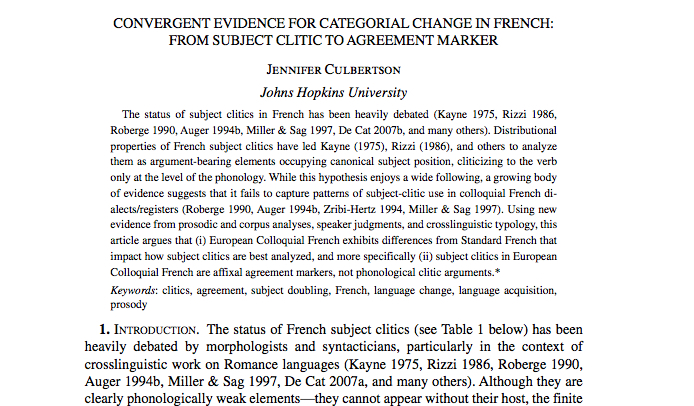 CONVERGENT EVIDENCE FOR CATEGORIAL CHANGE IN FRENCH:
FROM SUBJECT CLITIC TO AGREEMENT MARKER
JENNIFER CULBERTSON
Johns Hopkins University
The status of subject clitics in French has been heavily debated (Kayne 1975, Rizzi 1986,
Roberge 1990, Auger 1994b, Miller & Sag 1997, De Cat 2007b, and many others). Distributional
properties of French subject clitics have led Kayne (1975), Rizzi (1986), and others to analyze
them as argument-bearing elements occupying canonical subject position, cliticizing to the verb
only at the level of the phonology. While this hypothesis enjoys a wide following, a growing body
of evidence suggests that it fails to capture patterns of subject-clitic use in colloquial French di-
alects/registers (Roberge 1990, Auger 1994b, Zribi-Hertz 1994, Miller & Sag 1997). Using new
evidence from prosodic and corpus analyses, speaker judgments, and crosslinguistic typology, this
article argues that (i) European Colloquial French exhibits differences from Standard French that
impact how subject clitics are best analyzed, and more specifically (ii) subject clitics in European
Colloquial French are affixal agreement markers, not phonological clitic arguments.*
Keywords: clitics, agreement, subject doubling, French, language change, language acquisition,
prosody
1. INTRODUCTION. The status of French subject clitics (see Table 1 below) has been
heavily debated by morphologists and syntacticians, particularly in the context of
crosslinguistic work on Romance languages (Kayne 1975, Rizzi 1986, Roberge 1990,
Auger 1994b, Miller & Sag 1997, De Cat 2007a, and many others). Although they are
clearly phonologically weak elements—they cannot appear without their host, the finite